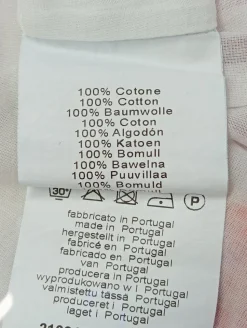 100% Cotone
100% Cotton
100% Baumwolle
100% Coton
100% Algodón
100% Katoen
100% Bomull
100% Bawelna
100% Puuvillaa
100% Bomuld
30°
P
fabbricato in Portugal
made in Portugal
hergestellt in Portugal
fabriqué en Portugal
fabricado en Portugal
van Portugal
producera in Portugal
wyprodukowano w i Portugal
valmistettu tässä Portugal
produceret i Portugal
laget i Portugal